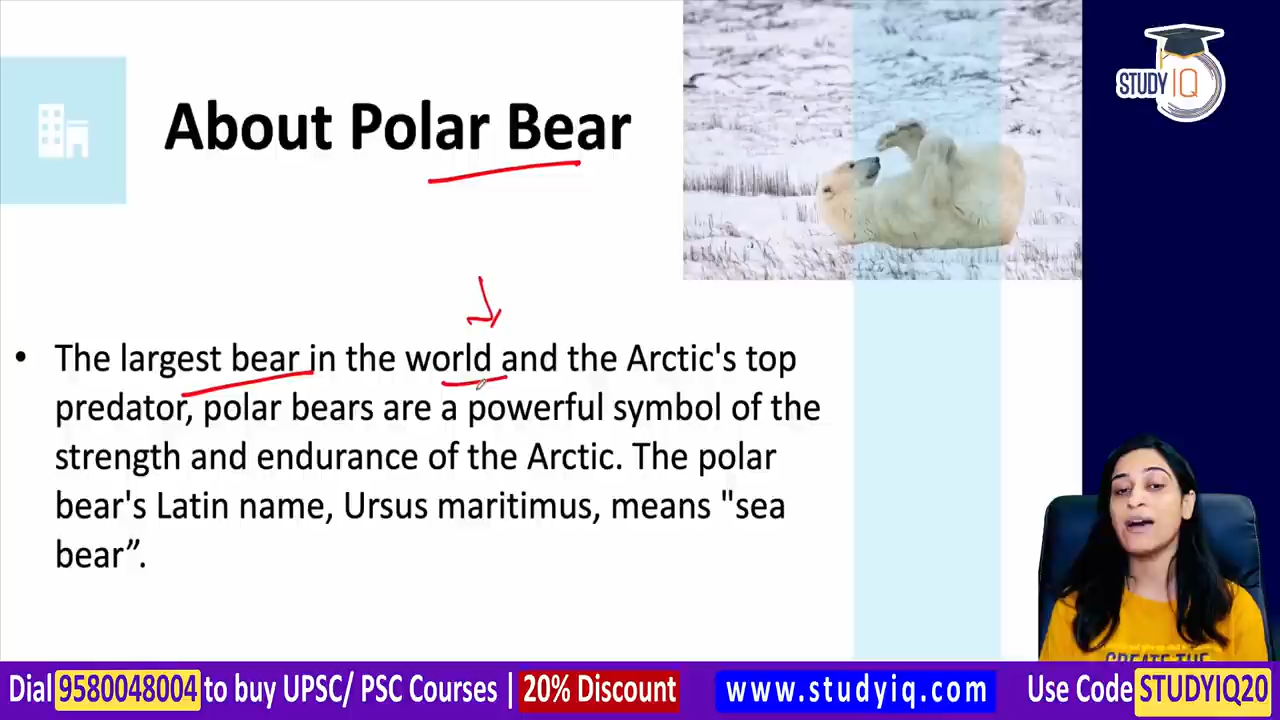 STUDY IQ
About Polar Bear
• The largest bear in the world and the Arctic's top
predator, polar bears are a powerful symbol of the
strength and endurance of the Arctic. The polar
bear's Latin name, Ursus maritimus, means "sea
bear”.
CREATE THE
Dial 9580048004 to buy UPSC/ PSC Courses | 20% Discount www.studyiq.com Use Code STUDYIQ20